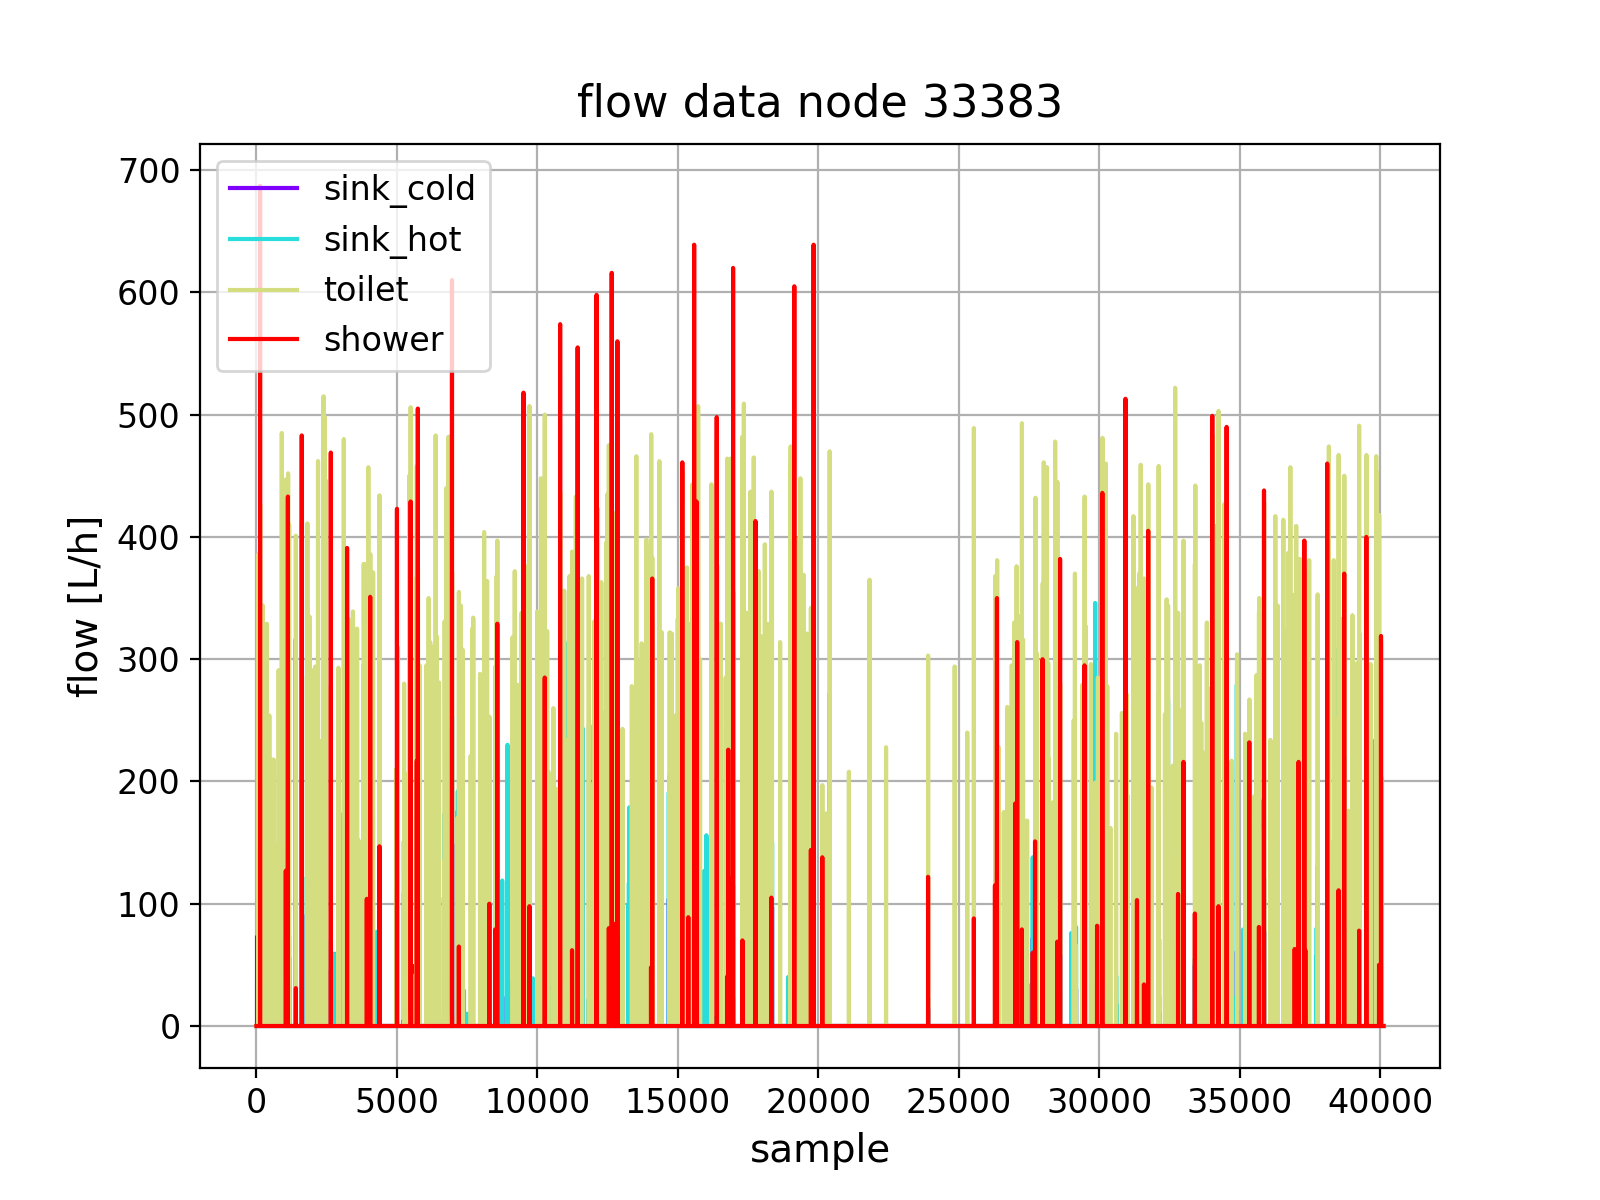 flow data node 33383
700
600
500
400
300
200
100
0
flow [L/h]
sink_cold
sink_hot
toilet
shower
0 5000 10000 15000 20000 25000 30000 35000 40000
sample